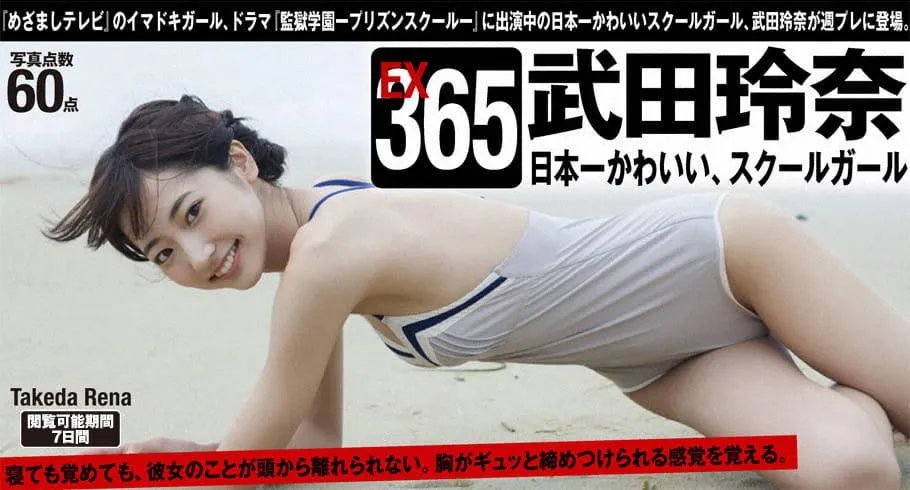 『めざましテレビ』のイマドキガール、ドラマ『監獄学園ープリズンスクールー』に出演中の日本一かわいいスクールガール、武田玲奈が週プレに登場。
写真点数
60点
EX
365
武田玲奈
日本一かわいい、スクールガール
Takeda Rena
閲覧可能期間
7日間
寝ても覚めても、彼女のことが頭から離れられない。胸がギュッと締めつけられる感覚を覚える。